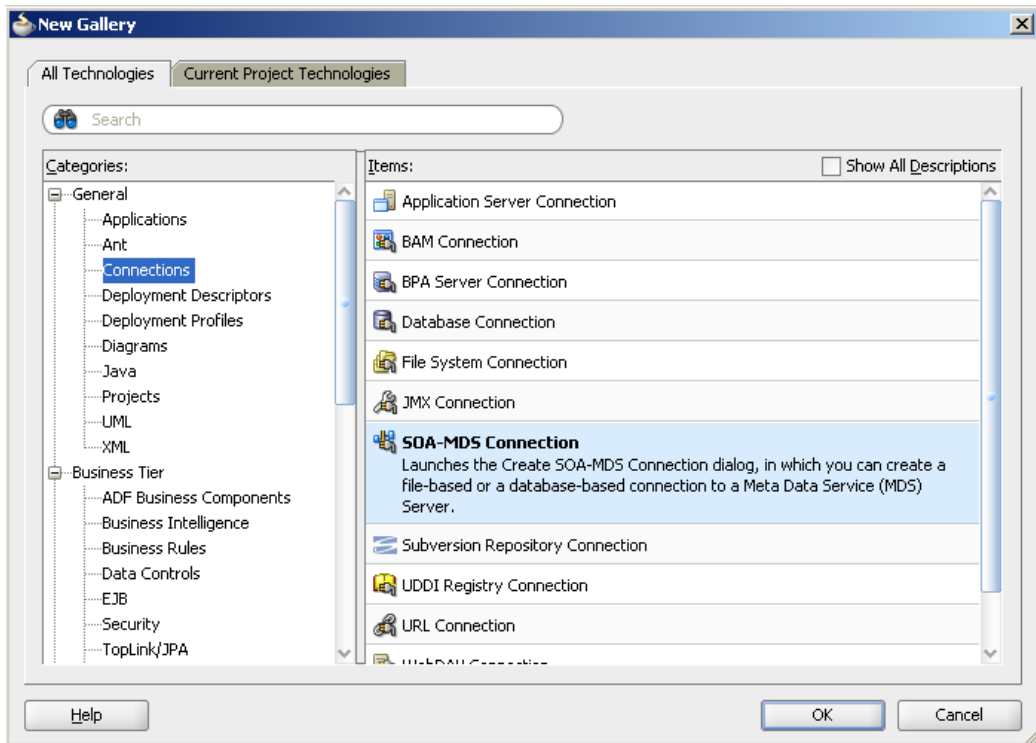 New Gallery
All Technologies
Current Project Technologies
Search
Categories:
General
Applications
Ant
Connections
Deployment Descriptors
Deployment Profiles
Diagrams
Java
Projects
UML
XML
Business Tier
ADF Business Components
Business Intelligence
Business Rules
Data Controls
EJB
Security
TopLink/JPA
Items:
Show All Descriptions
Application Server Connection
BAM Connection
BPA Server Connection
Database Connection
File System Connection
JMX Connection
SOA-MDS Connection
Launches the Create SOA-MDS Connection dialog, in which you can create a
file-based or a database-based connection to a Meta Data Service (MDS)
Server.
Subversion Repository Connection
UDDI Registry Connection
URL Connection
WebDAV Connection
Help
OK
Cancel